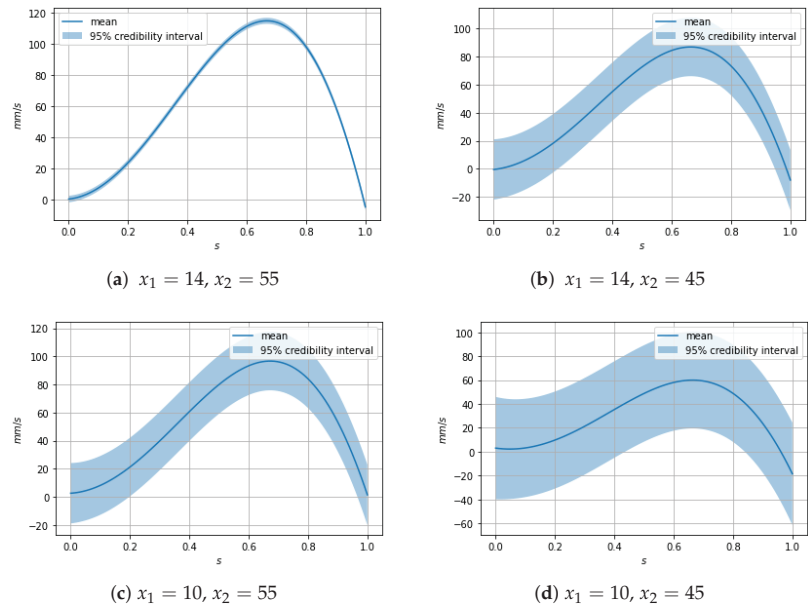 120
100
80
60
40
20
0
mm/s
mean
95% credibility interval
0.0 0.2 0.4 0.6 0.8 1.0
s
(a) x₁ = 14, x₂ = 55
100
80
60
40
20
0
−20
mm/s
mean
95% credibility interval
0.0 0.2 0.4 0.6 0.8 1.0
s
(b) x₁ = 14, x₂ = 45
120
100
80
60
40
20
0
−20
mm/s
mean
95% credibility interval
0.0 0.2 0.4 0.6 0.8 1.0
s
(c) x₁ = 10, x₂ = 55
100
80
60
40
20
0
−20
−40
−60
mm/s
mean
95% credibility interval
0.0 0.2 0.4 0.6 0.8 1.0
s
(d) x₁ = 10, x₂ = 45